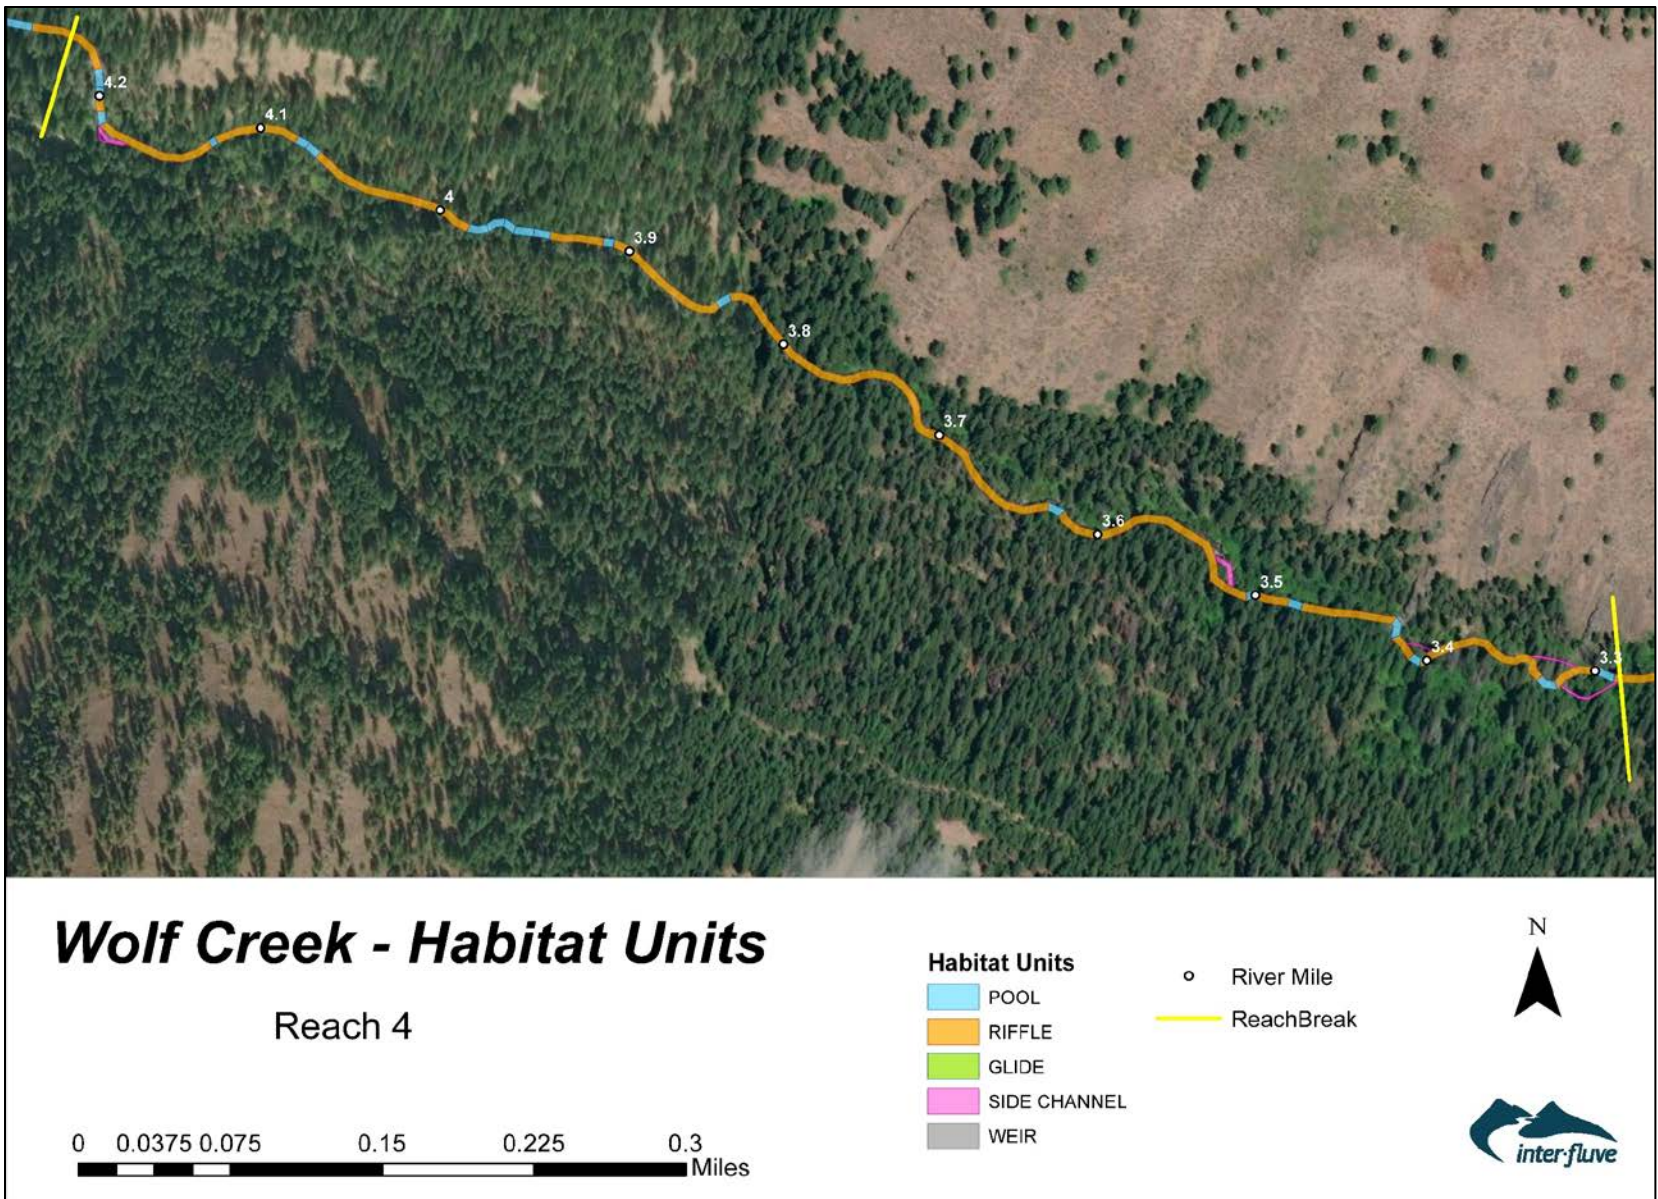 4.2
4.1
4
3.9
3.8
3.7
3.6
3.5
3.4
3.3
Wolf Creek - Habitat Units
Reach 4
0 0.0375 0.075 0.15 0.225 0.3
Miles
Habitat Units
POOL
RIFFLE
GLIDE
SIDE CHANNEL
WEIR
River Mile
ReachBreak
N
inter-fluve